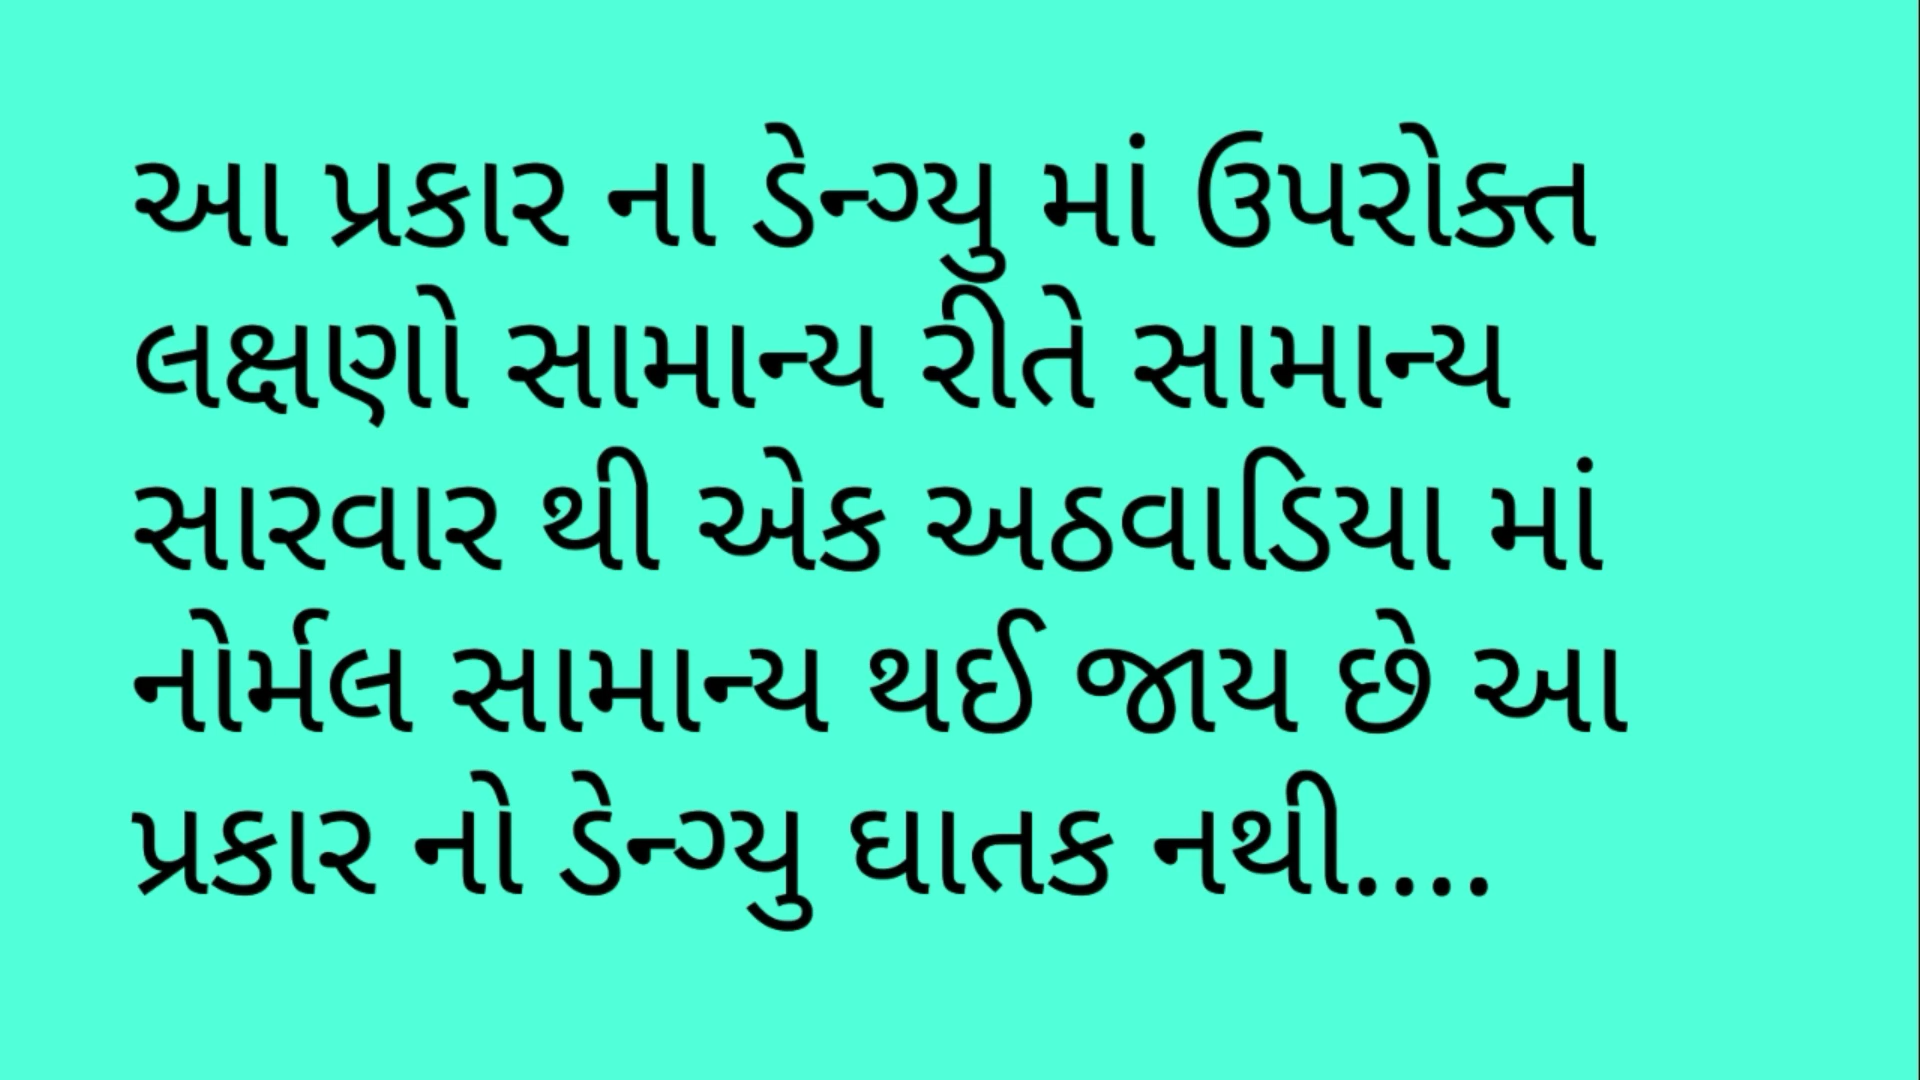 આ પ્રકાર ના ડેન્ગ્યુ માં ઉપરોક્ત
લક્ષણો સામાન્ય રીતે સામાન્ય
સારવાર થી એક અઠવાડિયા માં
નોર્મલ સામાન્ય થઈ જાય છે આ
પ્રકાર નો ડેન્ગ્યુ ઘાતક નથી....